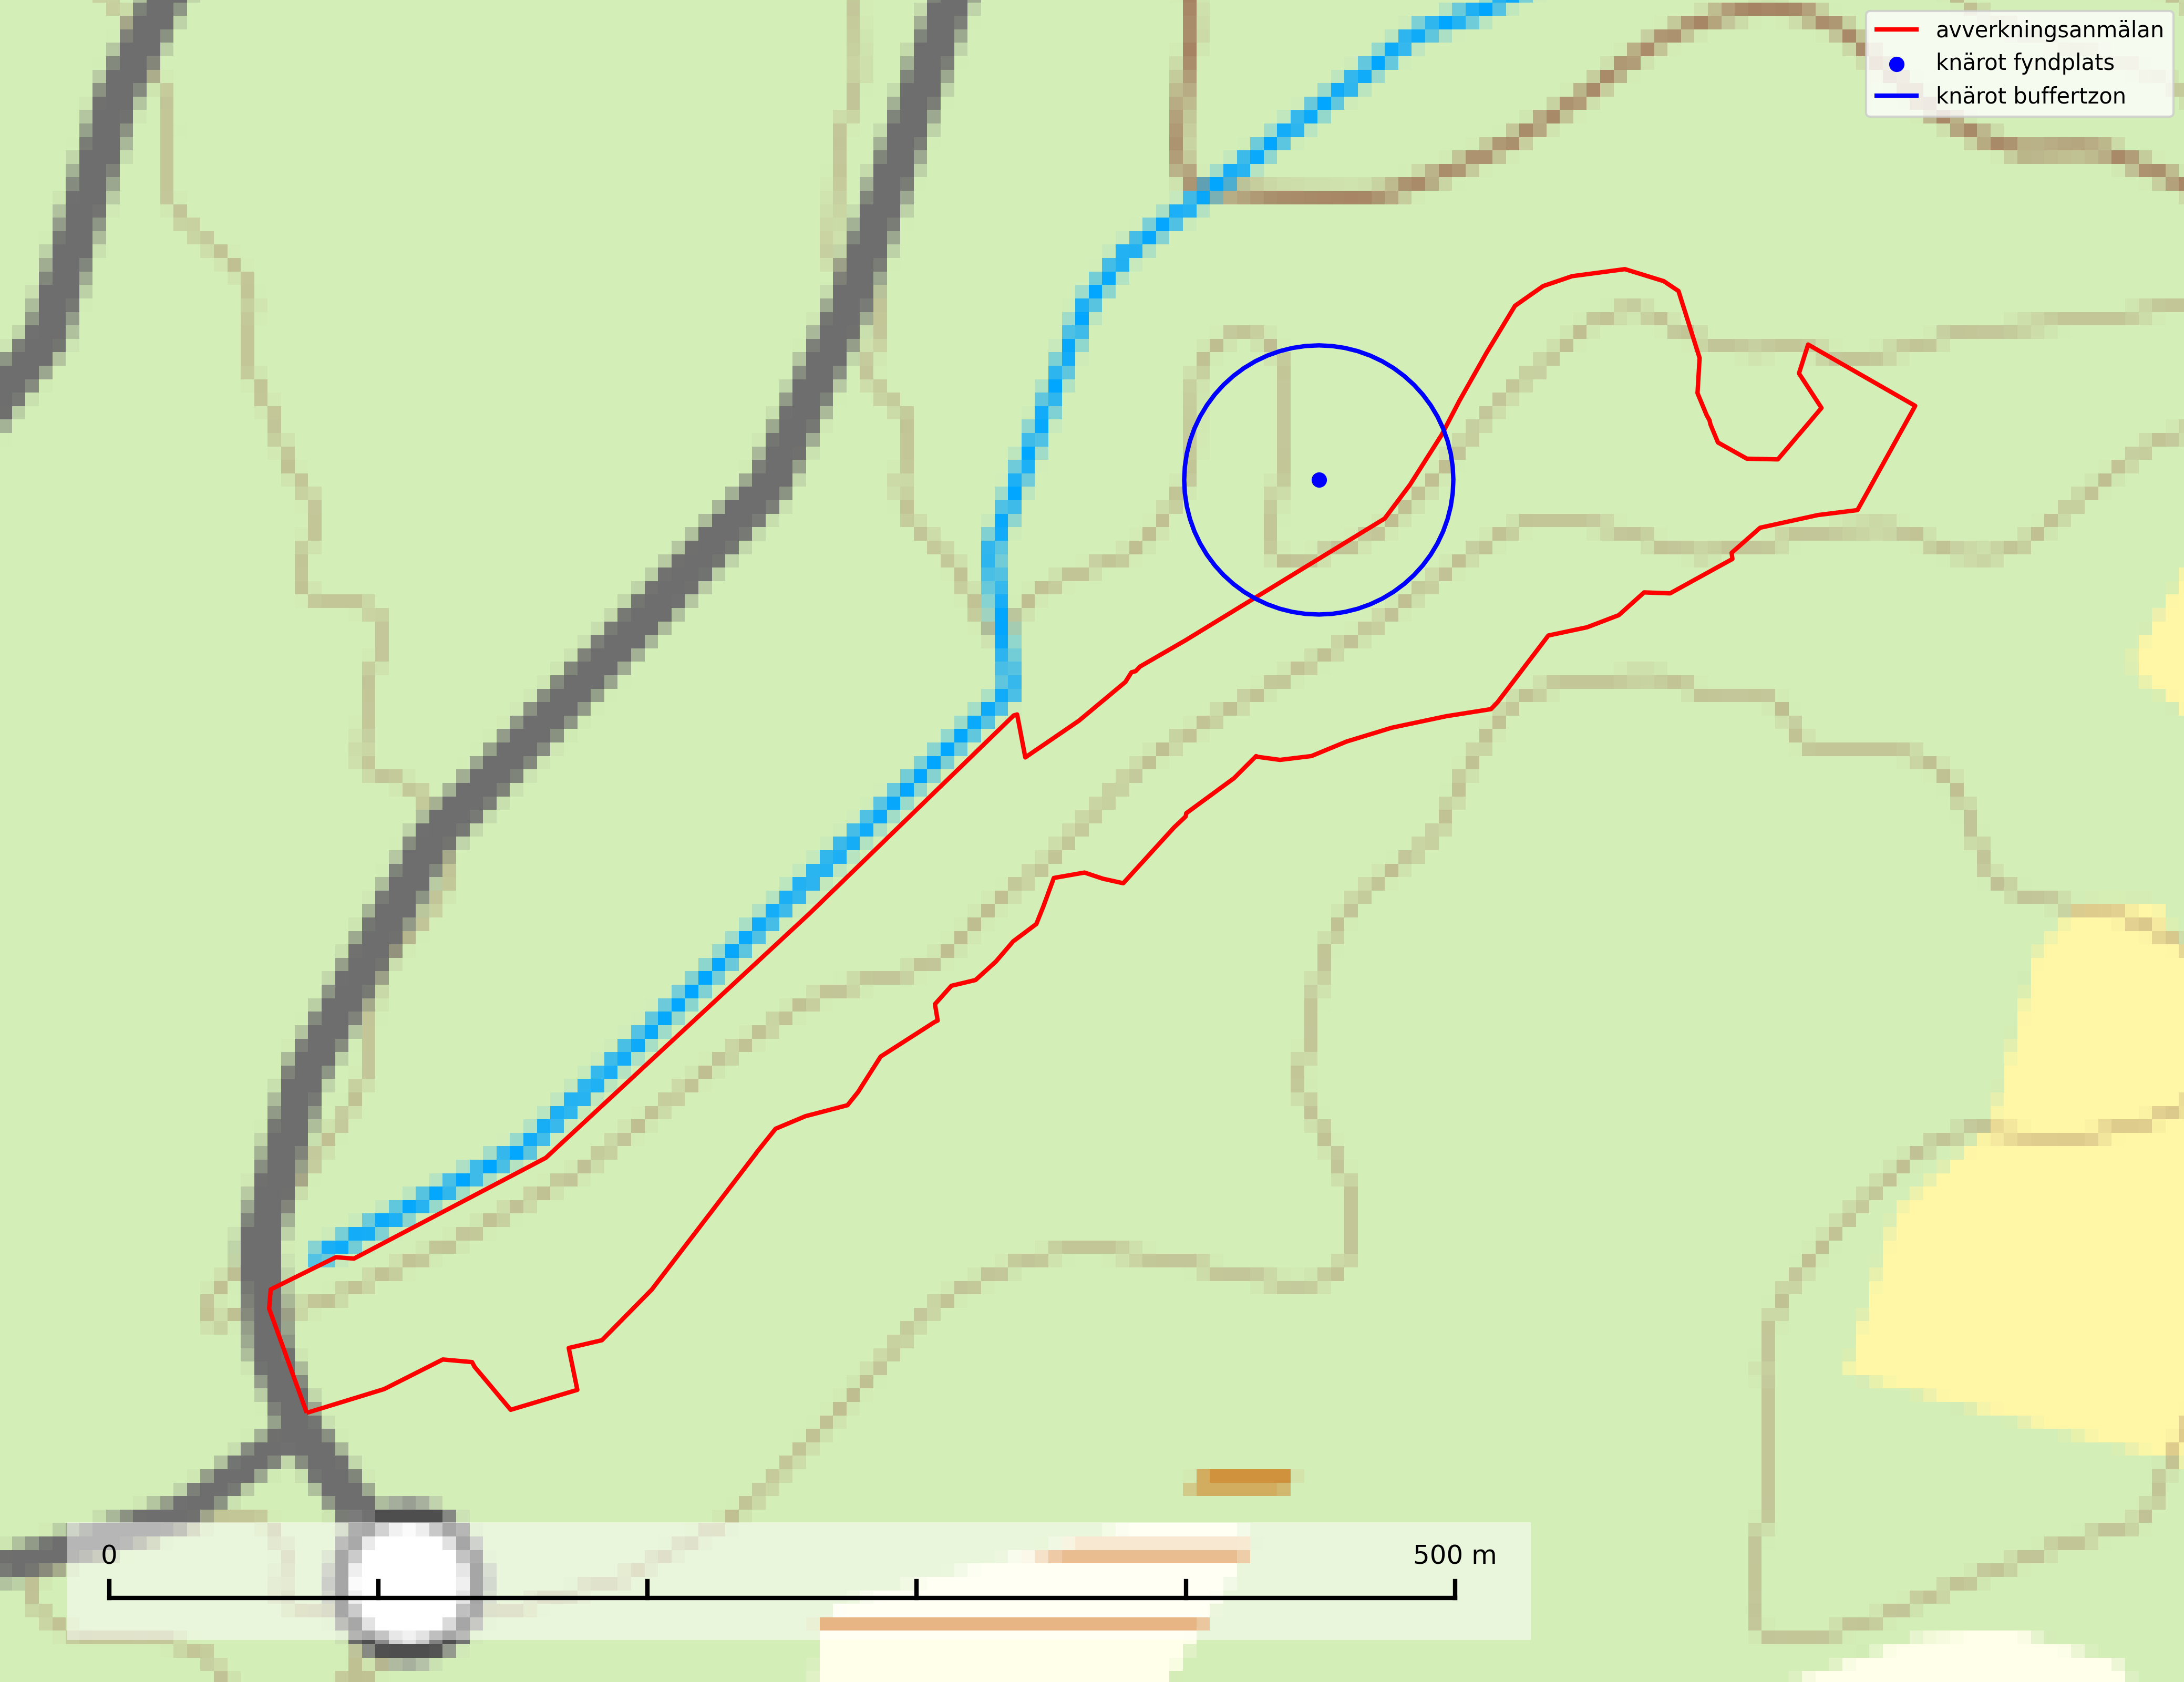 avverkningsanmälan
knärot fyndplats
knärot buffertzon
0
500 m